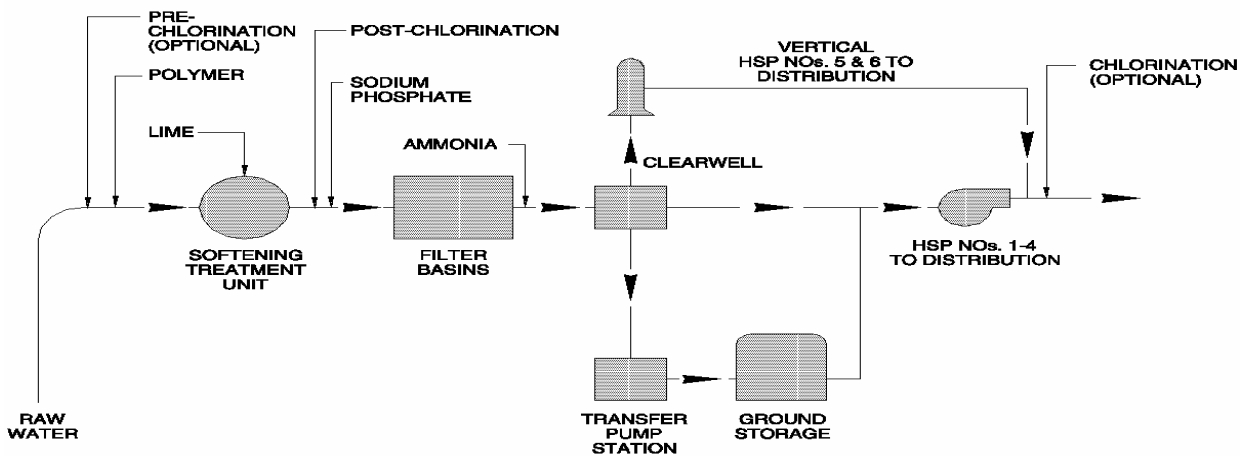 PRE-
CHLORINATION
(OPTIONAL)
POLYMER
LIME
POST-CHLORINATION
SODIUM
PHOSPHATE
AMMONIA
VERTICAL
HSP NOs. 5 & 6 TO
DISTRIBUTION
CHLORINATION
(OPTIONAL)
CLEARWELL
SOFTENING
TREATMENT
UNIT
FILTER
BASINS
HSP NOs. 1-4
TO DISTRIBUTION
RAW
WATER
TRANSFER
PUMP
STATION
GROUND
STORAGE